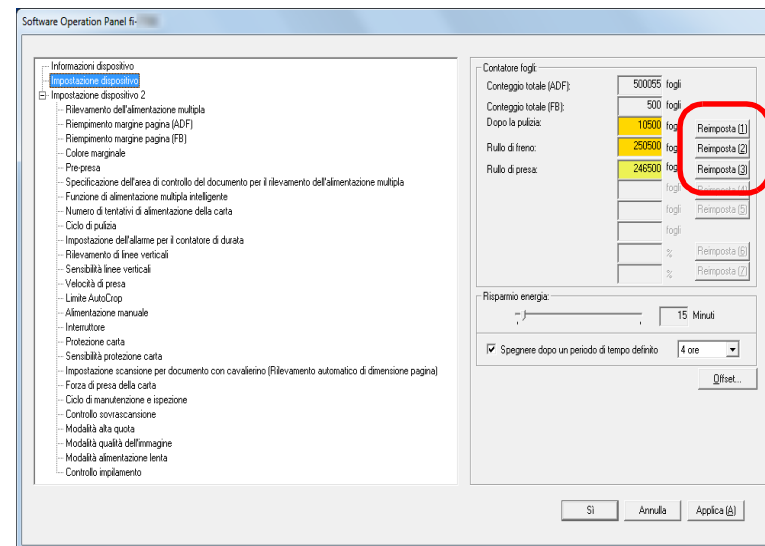 Software Operation Panel fi-
Informazioni dispositivo
Impostazione dispositivo
Impostazione dispositivo 2
Rilevamento dell'alimentazione multipla
Riempimento margine pagina (ADF)
Riempimento margine pagina (FB)
Colore marginale
Pre-presa
Specificazione dell'area di controllo del documento per il rilevamento dell'alimentazione multipla
Funzione di alimentazione multipla intelligente
Numero di tentativi di alimentazione della carta
Ciclo di pulizia
Impostazione dell'allarme per il contatore di durata
Rilevamento di linee verticali
Sensibilità linee verticali
Velocità di presa
Limite AutoCrop
Alimentazione manuale
Interruttore
Protezione carta
Sensibilità protezione carta
Impostazione scansione per documento con cavalierino (Rilevamento automatico di dimensione pagina)
Forza di presa della carta
Ciclo di manutenzione e ispezione
Controllo sovrascansione
Modalità alta quota
Modalità qualità dell'immagine
Modalità alimentazione lenta
Controllo impilamento
Contatore fogli:
Conteggio totale (ADF): 500055 fogli
Conteggio totale (FB): 500 fogli
Dopo la pulizia: 10500 fog Reimposta (1)
Rullo di freno: 250500 fog Reimposta (2)
Rullo di presa: 246500 fog Reimposta (3)
fogli Reimposta (4)
fogli Reimposta (5)
fogli
% Reimposta (6)
% Reimposta (7)
Risparmio energia:
15 Minuti
Spegnere dopo un periodo di tempo definito 4 ore
Offset...
Sì Annulla Applica (A)